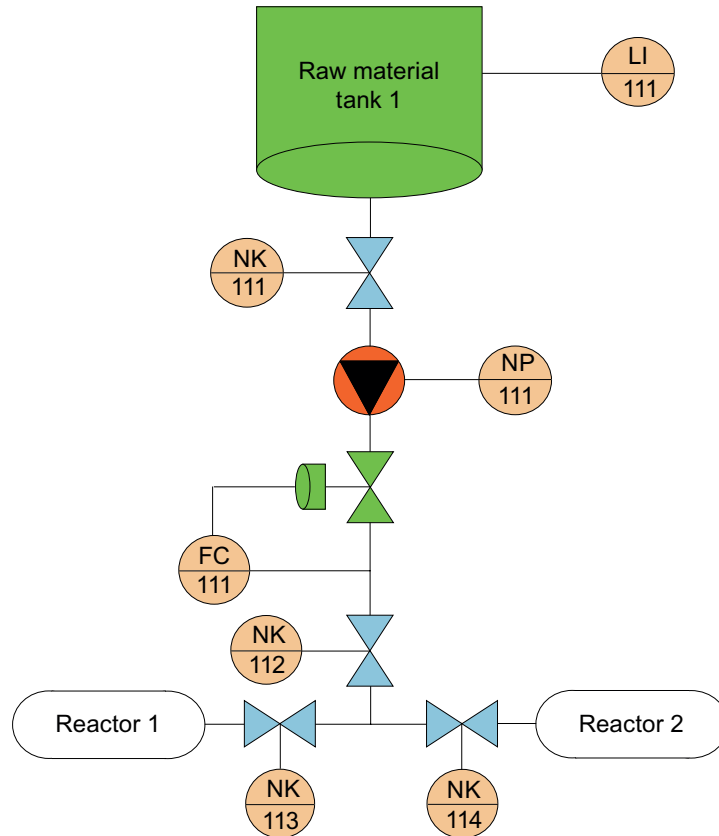 Raw material
tank 1
LI
111
NK
111
NP
111
FC
111
NK
112
Reactor 1
Reactor 2
NK
113
NK
114